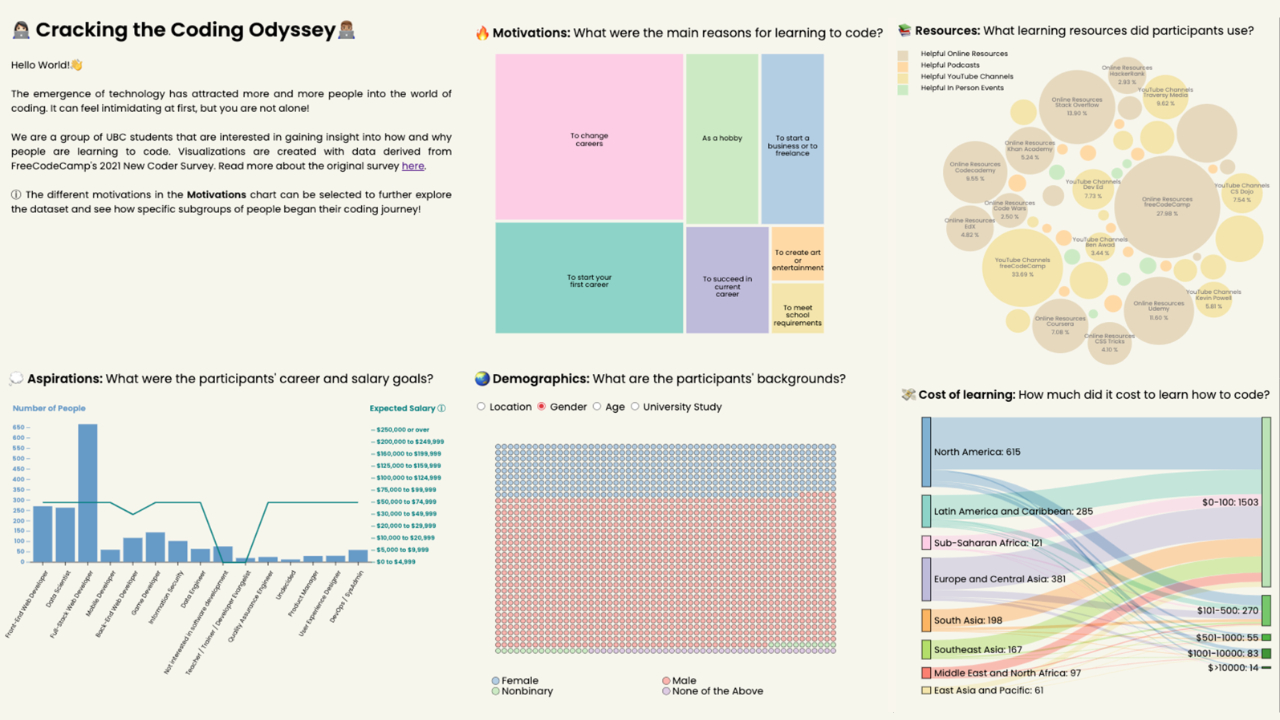 Cracking the Coding Odyssey
Hello World!
The emergence of technology has attracted more and more people into the world of
coding. It can feel intimidating at first, but you are not alone!
We are a group of UBC students that are interested in gaining insight into how and why
people are learning to code. Visualizations are created with data derived from
FreeCodeCamp's 2021 New Coder Survey. Read more about the original survey here.
ⓘ The different motivations in the Motivations chart can be selected to further explore
the dataset and see how specific subgroups of people began their coding journey!
Motivations: What were the main reasons for learning to code?
To change
careers
As a hobby
To start a
business or to
freelance
To start your
first career
To succeed in
current
career
To create art
or
entertainment
To meet
school
requirements
Resources: What learning resources did participants use?
Helpful Online Resources
Helpful Podcasts
Helpful YouTube Channels
Helpful In Person Events
Online Resources
HackerRank
2.93 %
YouTube Channels
Traversy Media
9.62 %
Online Resources
Stack Overflow
13.90 %
Online Resources
Khan Academy
5.24 %
Online Resources
Codecademy
9.55 %
YouTube Channels
Dev Ed
7.73 %
YouTube Channels
CS Dojo
7.54 %
Online Resources
freeCodeCamp
27.98 %
Online Resources
Code Wars
2.50 %
Online Resources
EdX
4.82 %
YouTube Channels
Ben Awad
3.44 %
YouTube Channels
freeCodeCamp
33.69 %
YouTube Channels
Kevin Powell
5.81 %
Online Resources
Udemy
Online Resources
Coursera
7.08 %
Online Resources
CSS Tricks
Aspirations: What were the participants' career and salary goals?
Number of People
Expected Salary ⓘ
650
600
550
500
450
400
350
300
250
200
150
100
50
0
$250,000 or over
$200,000 to $249,999
$160,000 to $199,999
$125,000 to $159,999
$100,000 to $124,999
$75,000 to $99,999
$50,000 to $74,999
$30,000 to $49,999
$20,000 to $29,999
$10,000 to $20,999
$5,000 to $9,999
$0 to $4,999
Front-End Web Developer
Data Scientist
Full-Stack Web Developer
Mobile Developer
Back-End Web Developer
Game Developer
Information Security
Data Engineer
Not interested in software development
Teacher / Trainer / Developer Evangelist
Quality Assurance Engineer
Undecided
Product Manager
User Experience Designer
DevOps / SysAdmin
Demographics: What are the participants' backgrounds?
Location
Gender
Age
University Study
Female
Male
Nonbinary
None of the Above
Cost of learning: How much did it cost to learn how to code?
North America: 615
Latin America and Caribbean: 285
Sub-Saharan Africa: 121
Europe and Central Asia: 381
South Asia: 198
Southeast Asia: 167
Middle East and North Africa: 97
East Asia and Pacific: 61
$0-100: 1503
$101-500: 270
$501-1000: 55
$1001-10000: 83
$>10000: 14